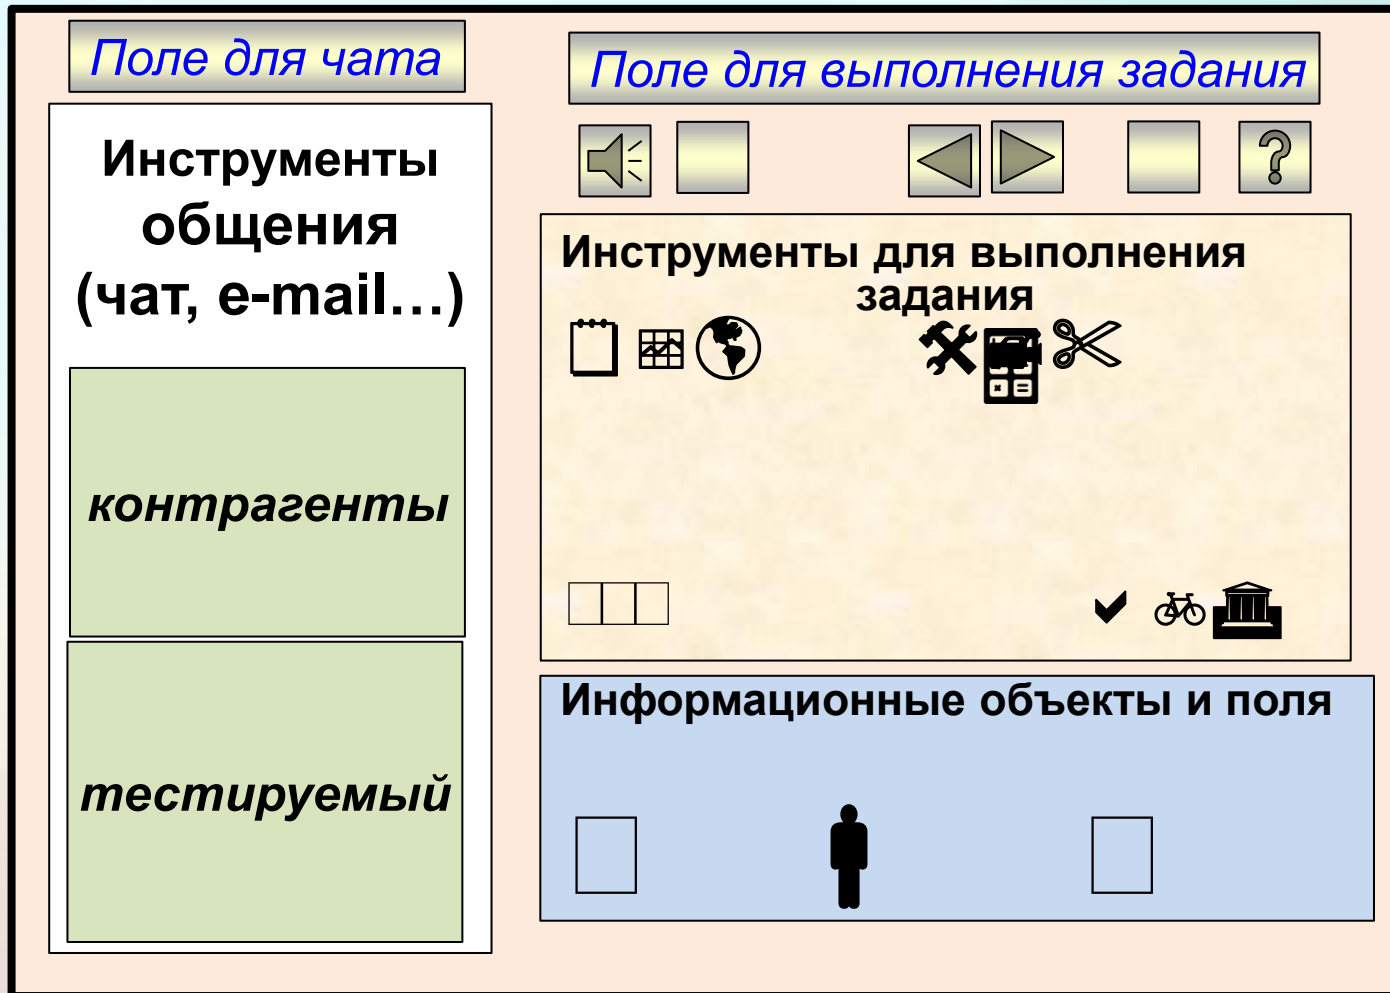 Поле для чата
Инструменты
общения
(чат, e-mail...)
контрагенты
тестируемый
Поле для выполнения задания
?
Инструменты для выполнения
задания
Информационные объекты и поля